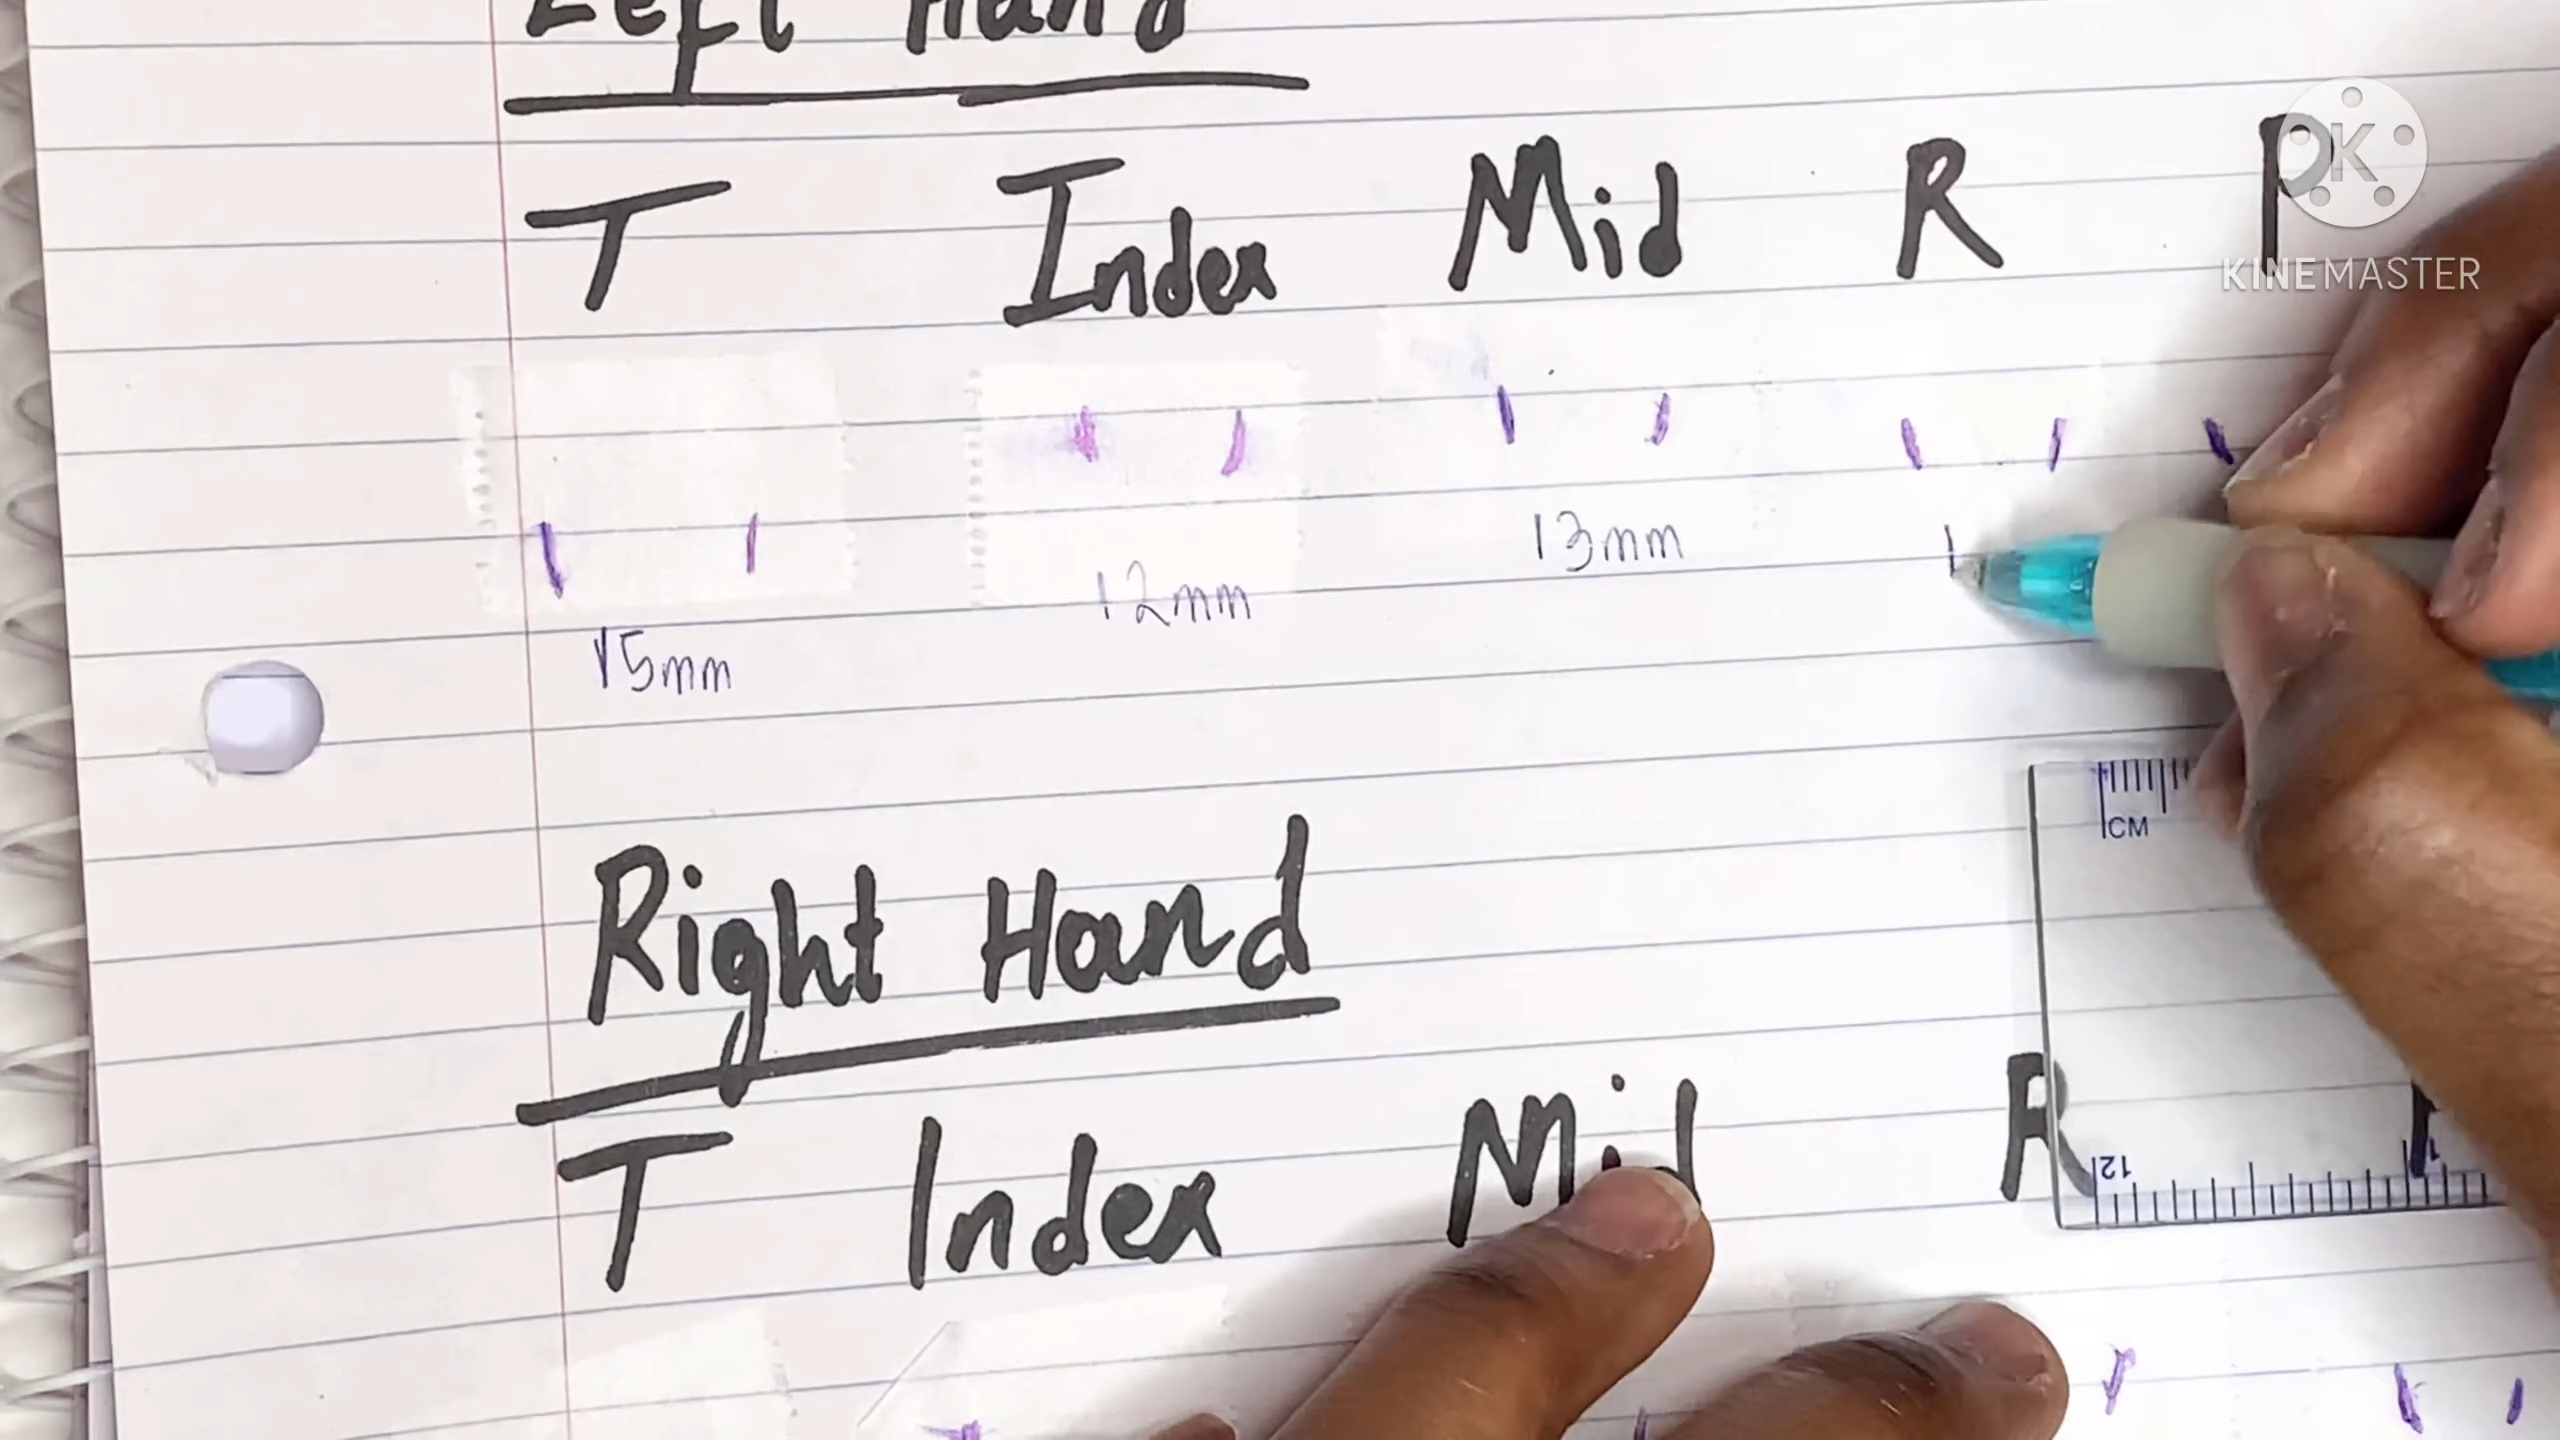 Left Hand
T Index Mid R P
KINEMASTER
13mm
12mm
15mm
CM
Right Hand
T Index Mid R
12